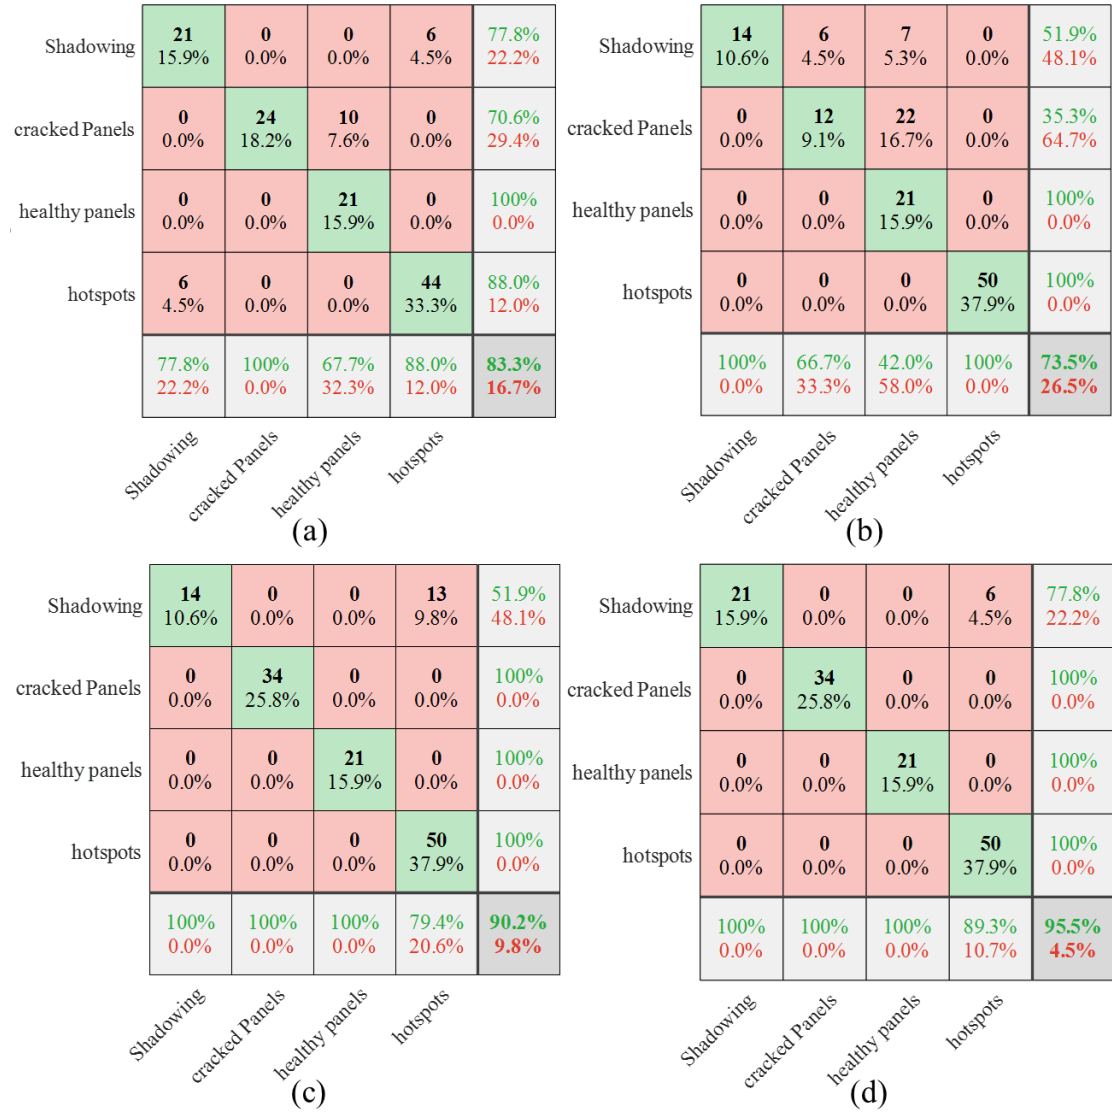 Shadowing 21 0 0 6 77.8%
15.9% 0.0% 0.0% 4.5% 22.2%
cracked Panels 0 24 10 0 70.6%
0.0% 18.2% 7.6% 0.0% 29.4%
healthy panels 0 0 21 0 100%
0.0% 0.0% 15.9% 0.0% 0.0%
hotspots 6 0 0 44 88.0%
4.5% 0.0% 0.0% 33.3% 12.0%
77.8% 100% 67.7% 88.0% 83.3%
22.2% 0.0% 32.3% 12.0% 16.7%
Shadowing
cracked Panels
healthy panels
hotspots
(a)
Shadowing 14 6 7 0 51.9%
10.6% 4.5% 5.3% 0.0% 48.1%
cracked Panels 0 12 22 0 35.3%
0.0% 9.1% 16.7% 0.0% 64.7%
healthy panels 0 0 21 0 100%
0.0% 0.0% 15.9% 0.0% 0.0%
hotspots 0 0 0 50 100%
0.0% 0.0% 0.0% 37.9% 0.0%
100% 66.7% 42.0% 100% 73.5%
0.0% 33.3% 58.0% 0.0% 26.5%
Shadowing
cracked Panels
healthy panels
hotspots
(b)
Shadowing 14 0 0 13 51.9%
10.6% 0.0% 0.0% 9.8% 48.1%
cracked Panels 0 34 0 0 100%
0.0% 25.8% 0.0% 0.0% 0.0%
healthy panels 0 0 21 0 100%
0.0% 0.0% 15.9% 0.0% 0.0%
hotspots 0 0 0 50 100%
0.0% 0.0% 0.0% 37.9% 0.0%
100% 100% 100% 79.4% 90.2%
0.0% 0.0% 0.0% 20.6% 9.8%
Shadowing
cracked Panels
healthy panels
hotspots
(c)
Shadowing 21 0 0 6 77.8%
15.9% 0.0% 0.0% 4.5% 22.2%
cracked Panels 0 34 0 0 100%
0.0% 25.8% 0.0% 0.0% 0.0%
healthy panels 0 0 21 0 100%
0.0% 0.0% 15.9% 0.0% 0.0%
hotspots 0 0 0 50 100%
0.0% 0.0% 0.0% 37.9% 0.0%
100% 100% 100% 89.3% 95.5%
0.0% 0.0% 0.0% 10.7% 4.5%
Shadowing
cracked Panels
healthy panels
hotspots
(d)